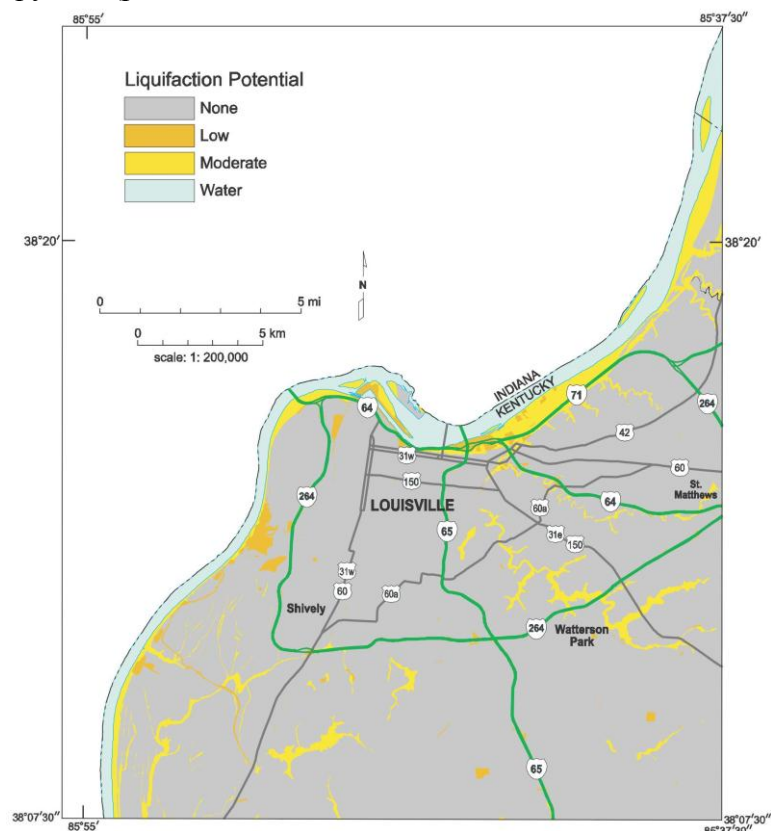 85°55′
85°37′30″
Liquifaction Potential
None
Low
Moderate
Water
38°20′
38°20′
N
0 5 mi
0 5 km
scale: 1: 200,000
INDIANA
KENTUCKY
71
264
64
42
31w
60
150
St.
Matthews
264
LOUISVILLE
60a
64
65
31e
150
31w
60
60a
Shively
264
Watterson
Park
65
38°07′30″
38°07′30″
85°55′
85°37′30″